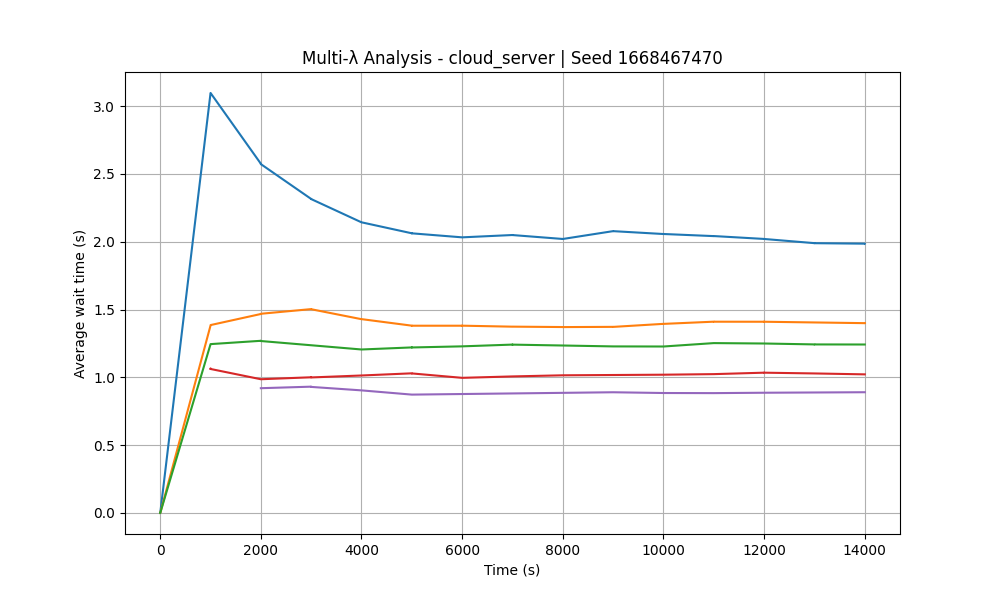 Multi-λ Analysis - cloud_server | Seed 1668467470
Average wait time (s)
3.0
2.5
2.0
1.5
1.0
0.5
0.0
0 2000 4000 6000 8000 10000 12000 14000
Time (s)